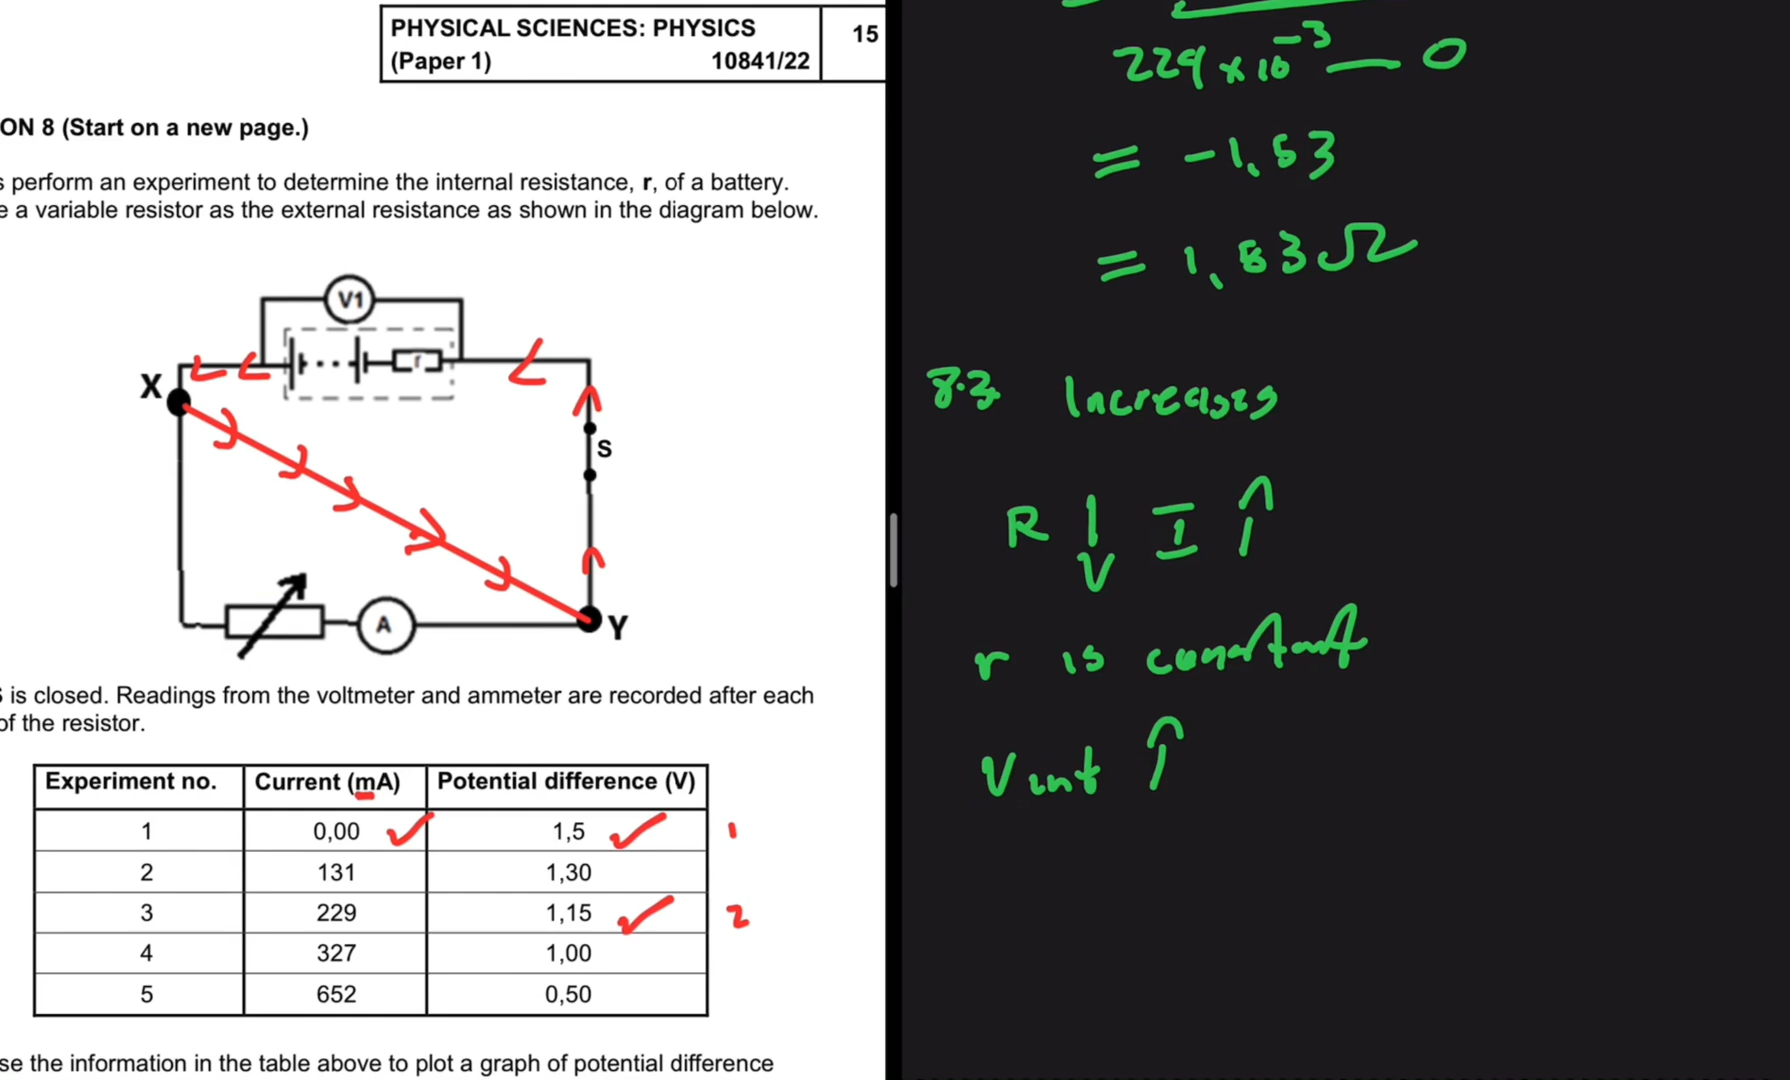 PHYSICAL SCIENCES: PHYSICS
(Paper 1) 10841/22
15
ON 8 (Start on a new page.)
s perform an experiment to determine the internal resistance, r, of a battery.
e a variable resistor as the external resistance as shown in the diagram below.
V1
r
X
S
A
Y
S is closed. Readings from the voltmeter and ammeter are recorded after each
of the resistor.
Experiment no. Current (mA) Potential difference (V)
1 0,00 1,5 1
2 131 1,30
3 229 1,15 2
4 327 1,00
5 652 0,50
se the information in the table above to plot a graph of potential difference
229 × 10⁻³ — 0
= -1,53
= 1,53 Ω
8.3 Increases
R ↓ I ↑
r is constant
Vint ↑